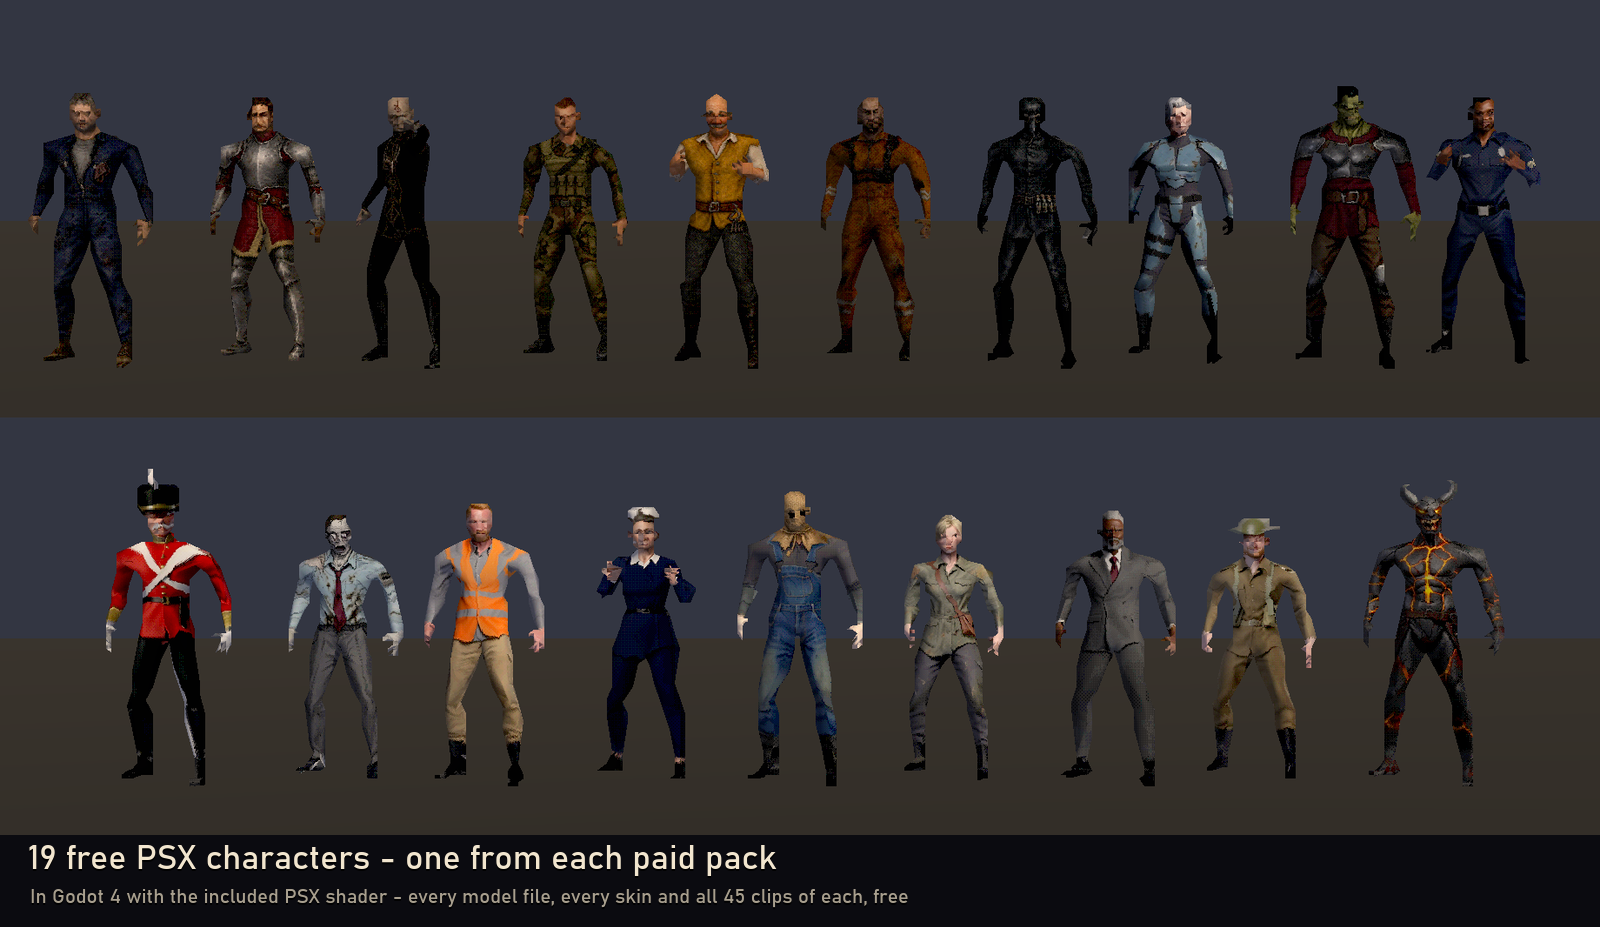 19 free PSX characters - one from each paid pack
In Godot 4 with the included PSX shader - every model file, every skin and all 45 clips of each, free